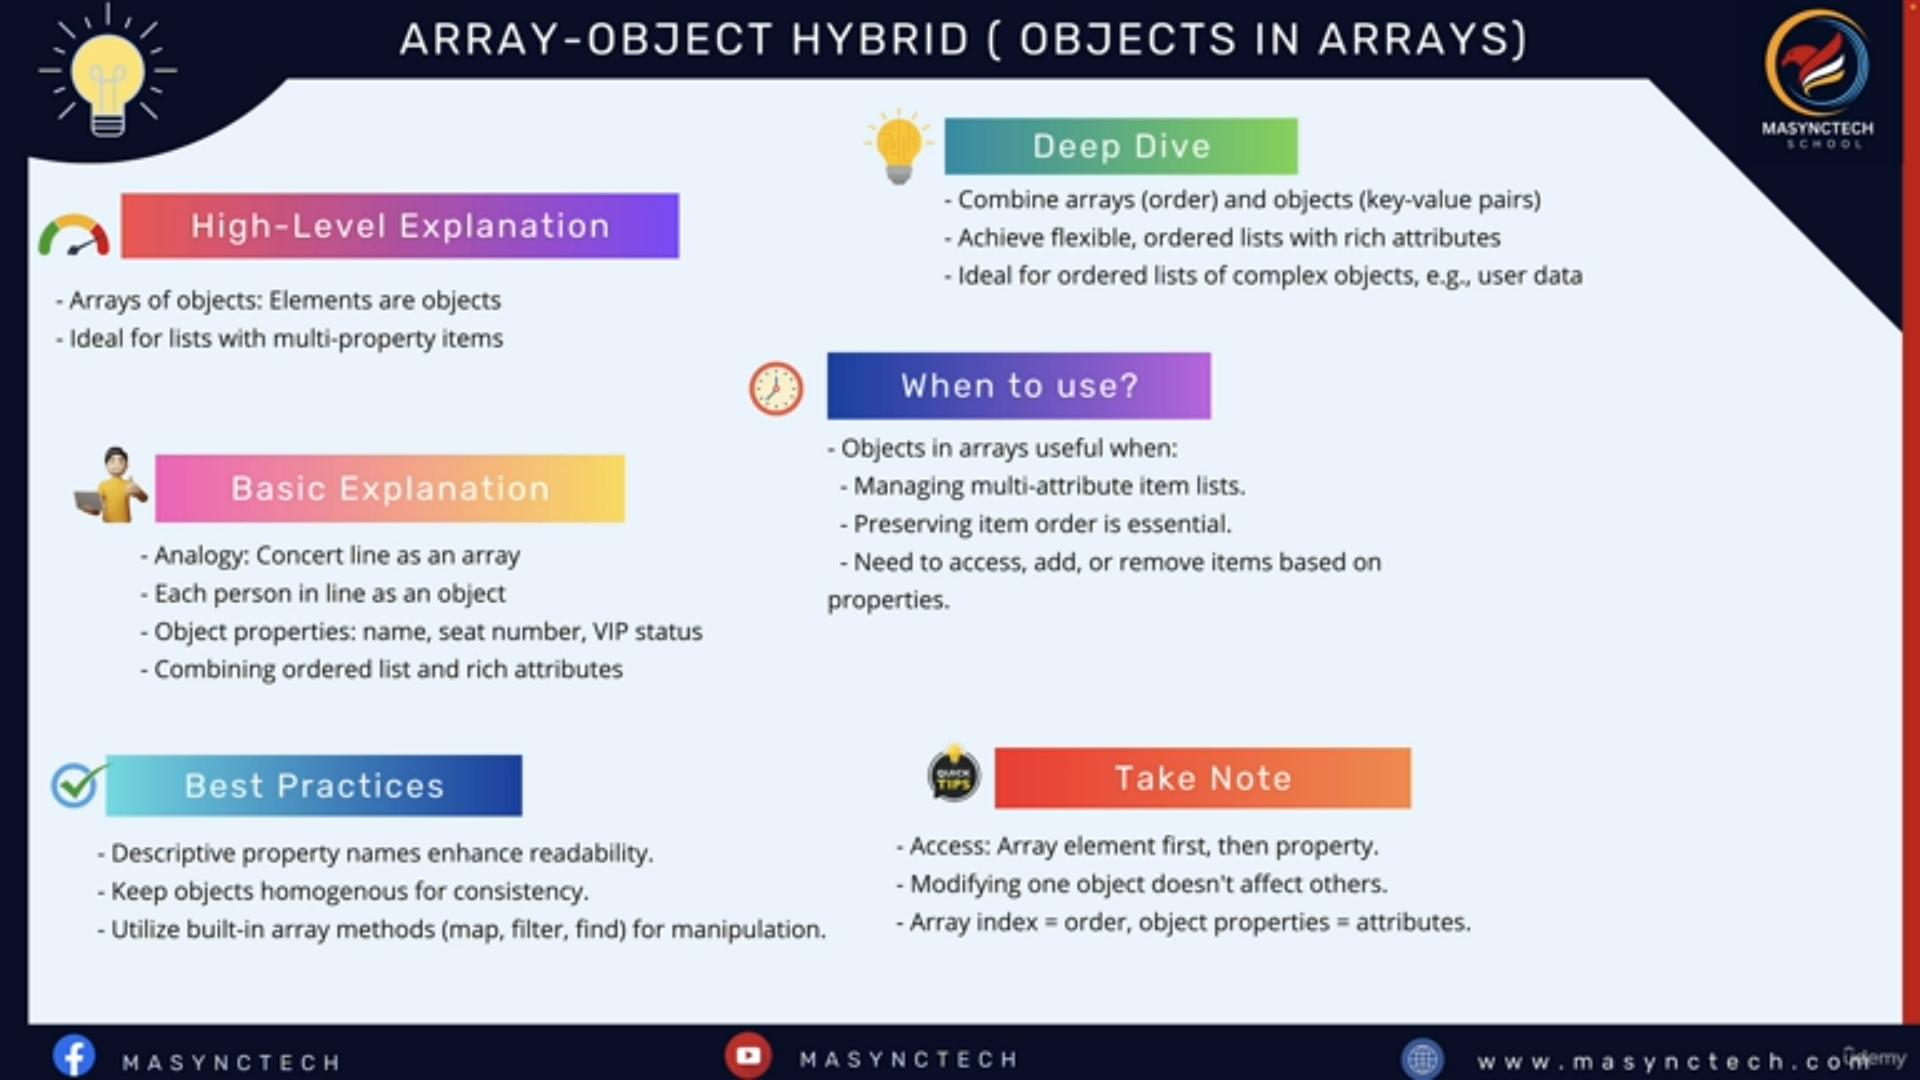 ARRAY-OBJECT HYBRID ( OBJECTS IN ARRAYS)
MASYNCTECH
SCHOOL
High-Level Explanation
- Arrays of objects: Elements are objects
- Ideal for lists with multi-property items
Basic Explanation
- Analogy: Concert line as an array
- Each person in line as an object
- Object properties: name, seat number, VIP status
- Combining ordered list and rich attributes
Best Practices
- Descriptive property names enhance readability.
- Keep objects homogenous for consistency.
- Utilize built-in array methods (map, filter, find) for manipulation.
Deep Dive
- Combine arrays (order) and objects (key-value pairs)
- Achieve flexible, ordered lists with rich attributes
- Ideal for ordered lists of complex objects, e.g., user data
When to use?
- Objects in arrays useful when:
- Managing multi-attribute item lists.
- Preserving item order is essential.
- Need to access, add, or remove items based on
properties.
QUICK
TIPS
Take Note
- Access: Array element first, then property.
- Modifying one object doesn't affect others.
- Array index = order, object properties = attributes.
MASYNCTECH
MASYNCTECH
www.masynctech.com
ûdemy